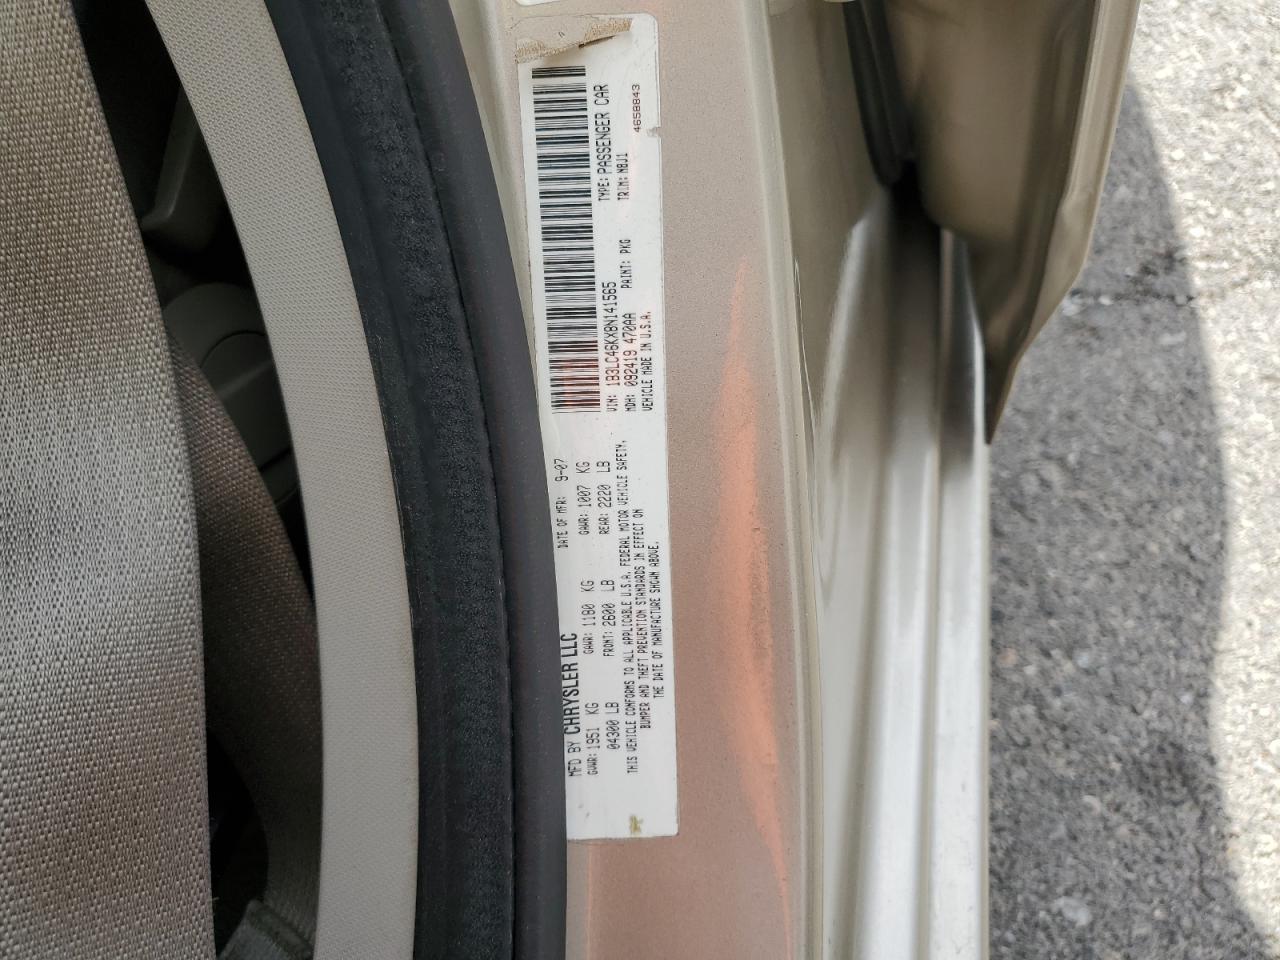 MFD BY CHRYSLER LLC DATE OF MFR: 9-07
GVWR: 1951 KG GAWR: 1180 KG GAWR: 1007 KG
04300 LB FRONT: 2600 LB REAR: 2220 LB
THIS VEHICLE CONFORMS TO ALL APPLICABLE U.S.A. FEDERAL MOTOR VEHICLE SAFETY,
BUMPER AND THEFT PREVENTION STANDARDS IN EFFECT ON
THE DATE OF MANUFACTURE SHOWN ABOVE.
VIN: 1B3LC46KX8N141565 TYPE: PASSENGER CAR
MDH: 092419 470AA PAINT: PKG TRIM: M8J1
VEHICLE MADE IN U.S.A. 4658843